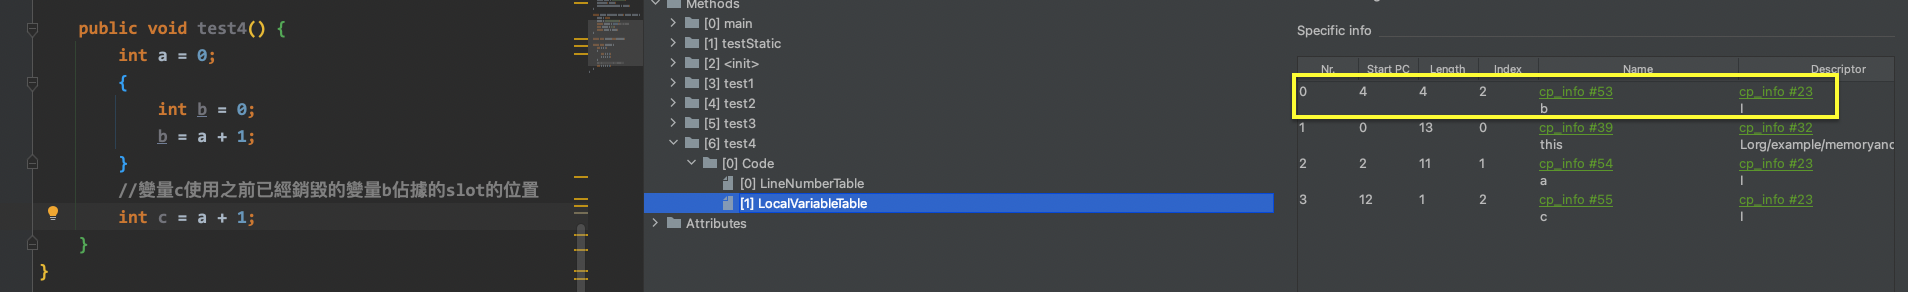 public void test4() {
int a = 0;
{
int b = 0;
b = a + 1;
}
//變量c使用之前已經銷毀的變量b佔據的slot的位置
int c = a + 1;
}
}
Methods
[0] main
[1] testStatic
[2] <init>
[3] test1
[4] test2
[5] test3
[6] test4
[0] Code
[0] LineNumberTable
[1] LocalVariableTable
Attributes
Specific info
Nr. Start PC Length Index Name Descriptor
0 4 4 2 cp_info #53 cp_info #23
b I
1 0 13 0 cp_info #39 cp_info #32
this Lorg/example/memoryand
2 2 11 1 cp_info #54 cp_info #23
a I
3 12 1 2 cp_info #55 cp_info #23
c I